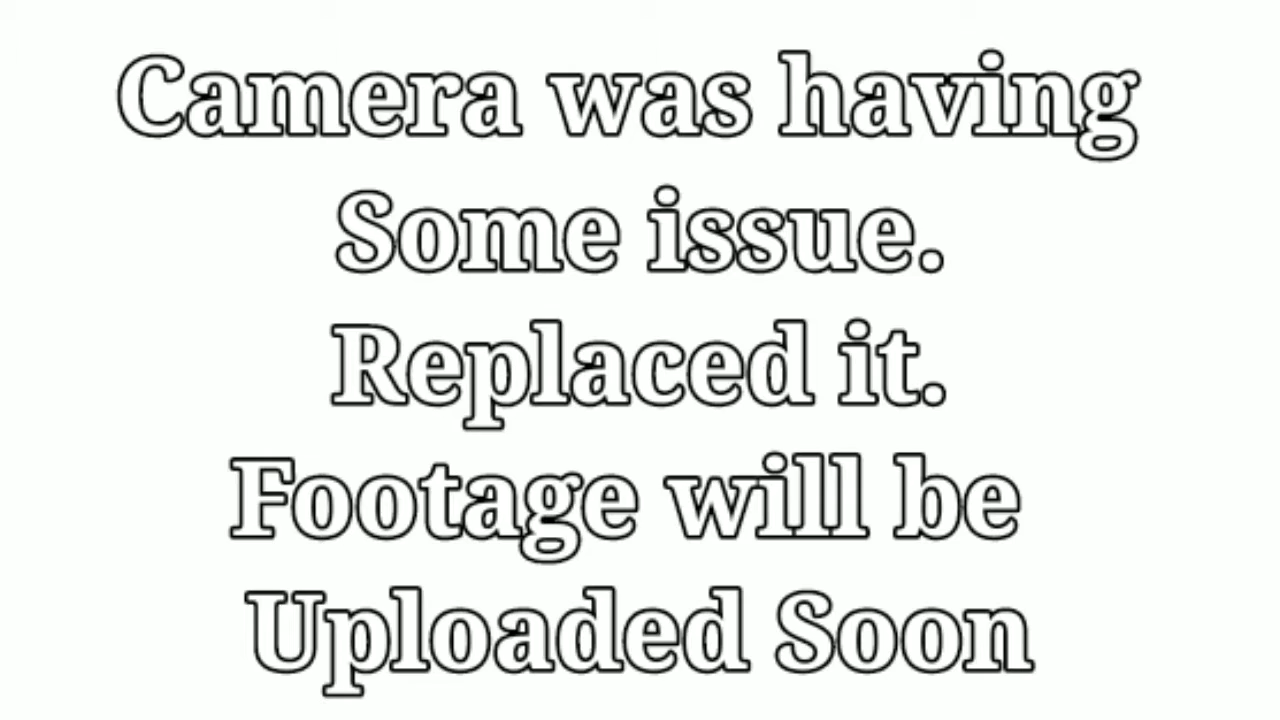 Camera was having
Some issue.
Replaced it.
Footage will be
Uploaded Soon